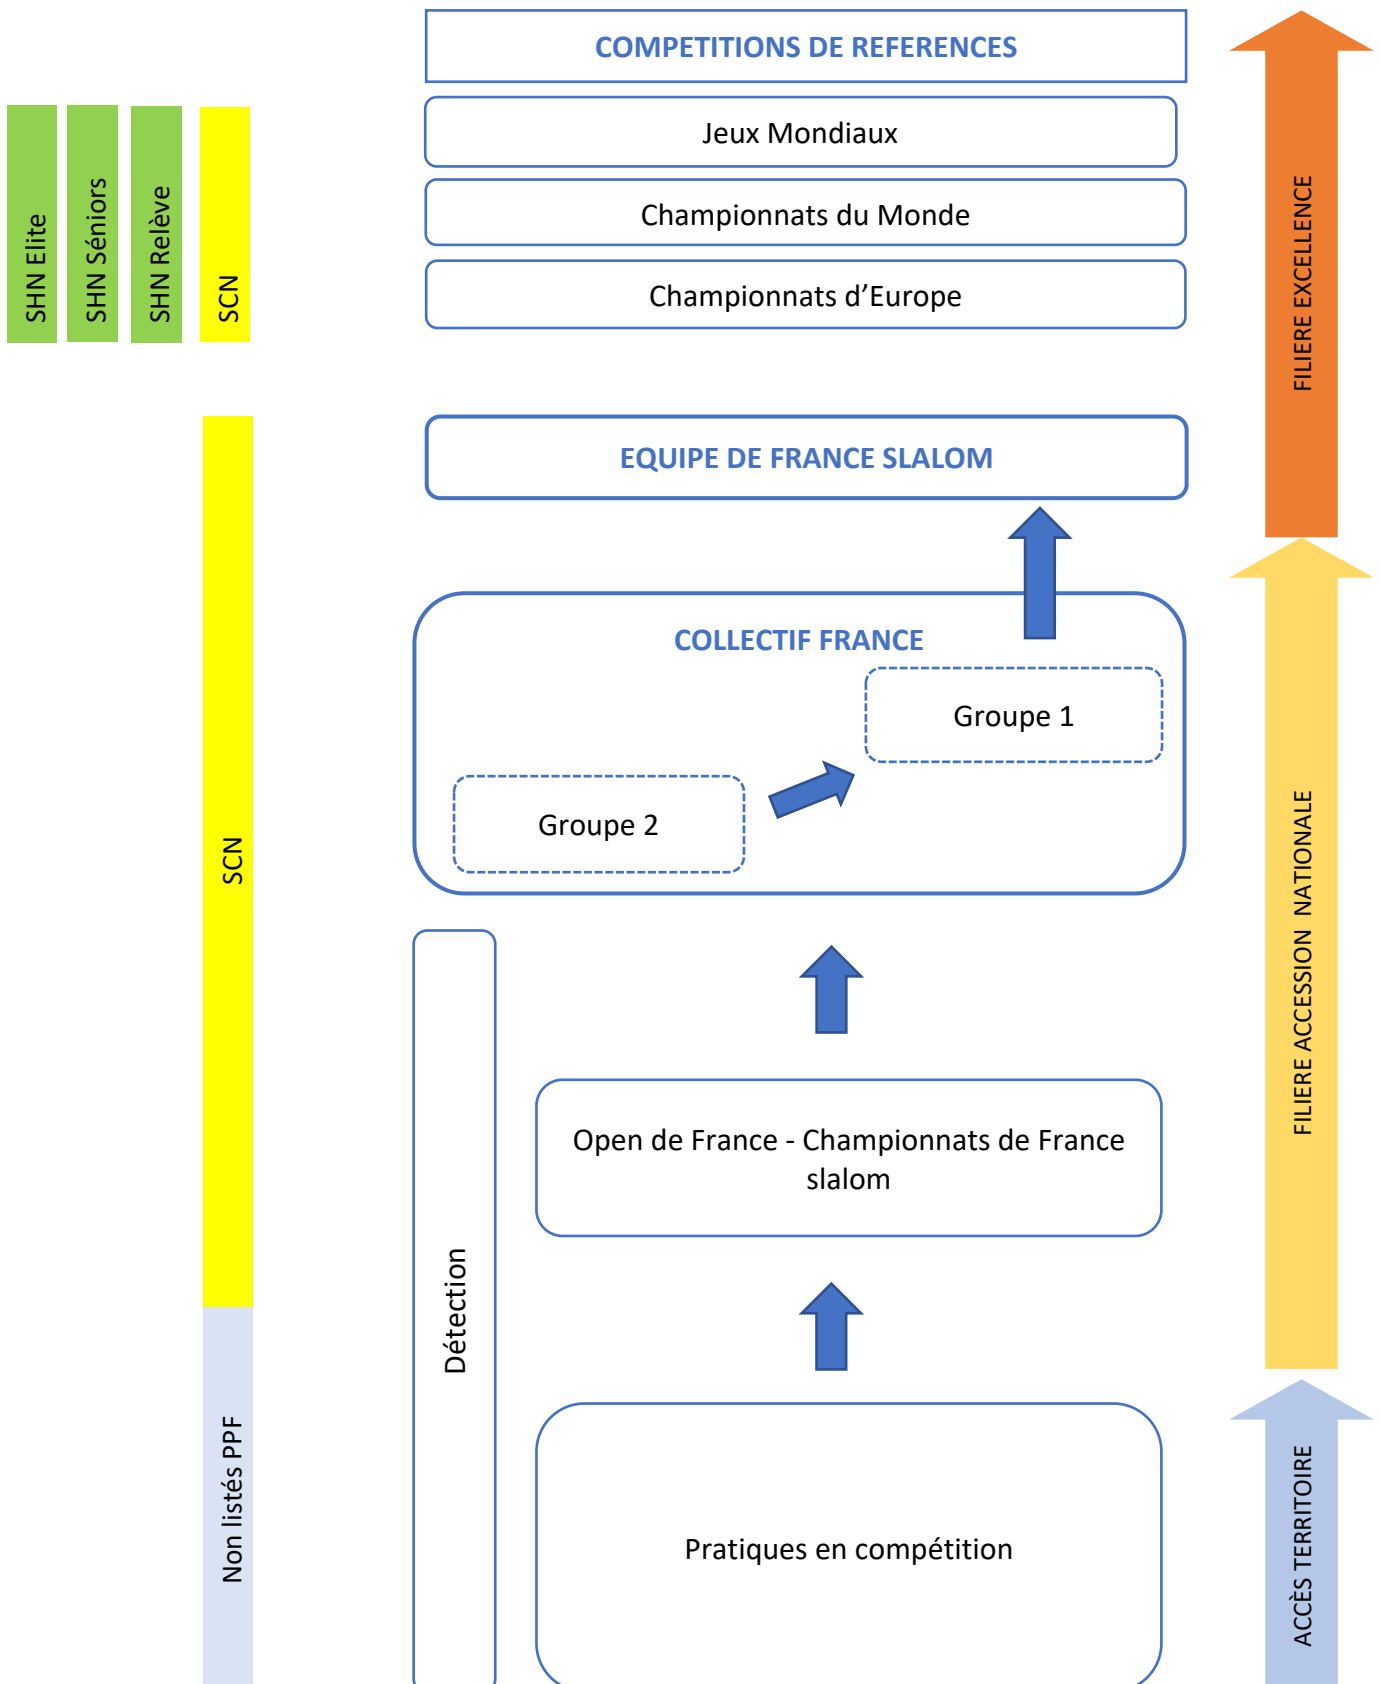 COMPETITIONS DE REFERENCES
Jeux Mondiaux
Championnats du Monde
Championnats d’Europe
SHN Elite
SHN Séniors
SHN Relève
SCN
FILIERE EXCELLENCE
EQUIPE DE FRANCE SLALOM
COLLECTIF FRANCE
Groupe 1
Groupe 2
SCN
FILIERE ACCESSION NATIONALE
Open de France - Championnats de France
slalom
Détection
Non listés PPF
Pratiques en compétition
ACCÈS TERRITOIRE